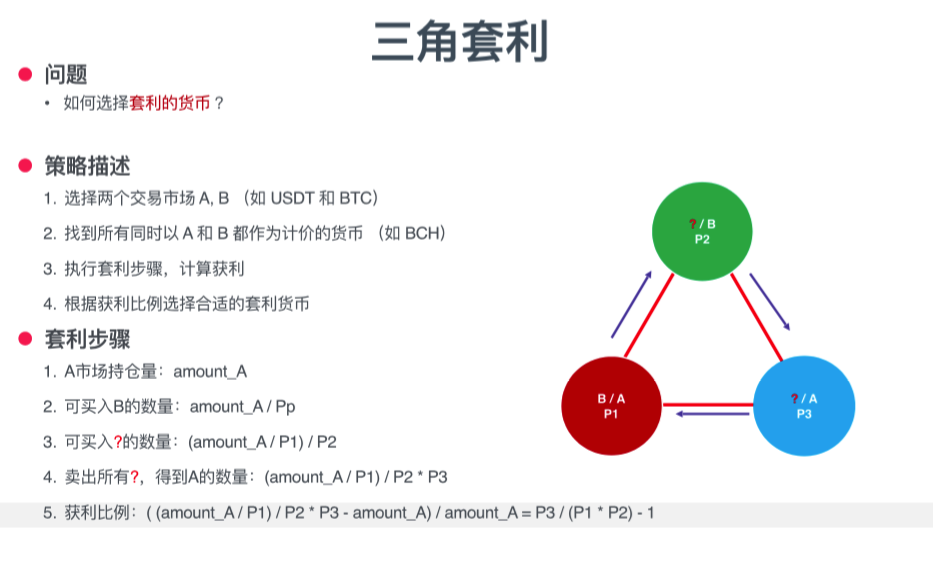 三角套利
问题
• 如何选择套利的货币？
策略描述
1. 选择两个交易市场 A, B （如 USDT 和 BTC）
2. 找到所有同时以 A 和 B 都作为计价的货币 （如 BCH）
3. 执行套利步骤，计算获利
4. 根据获利比例选择合适的套利货币
套利步骤
1. A市场持仓量：amount_A
2. 可买入B的数量：amount_A / Pp
3. 可买入?的数量：(amount_A / P1) / P2
4. 卖出所有?，得到A的数量：(amount_A / P1) / P2 * P3
5. 获利比例：( (amount_A / P1) / P2 * P3 - amount_A) / amount_A = P3 / (P1 * P2) - 1
? / B
P2
B / A
P1
? / A
P3